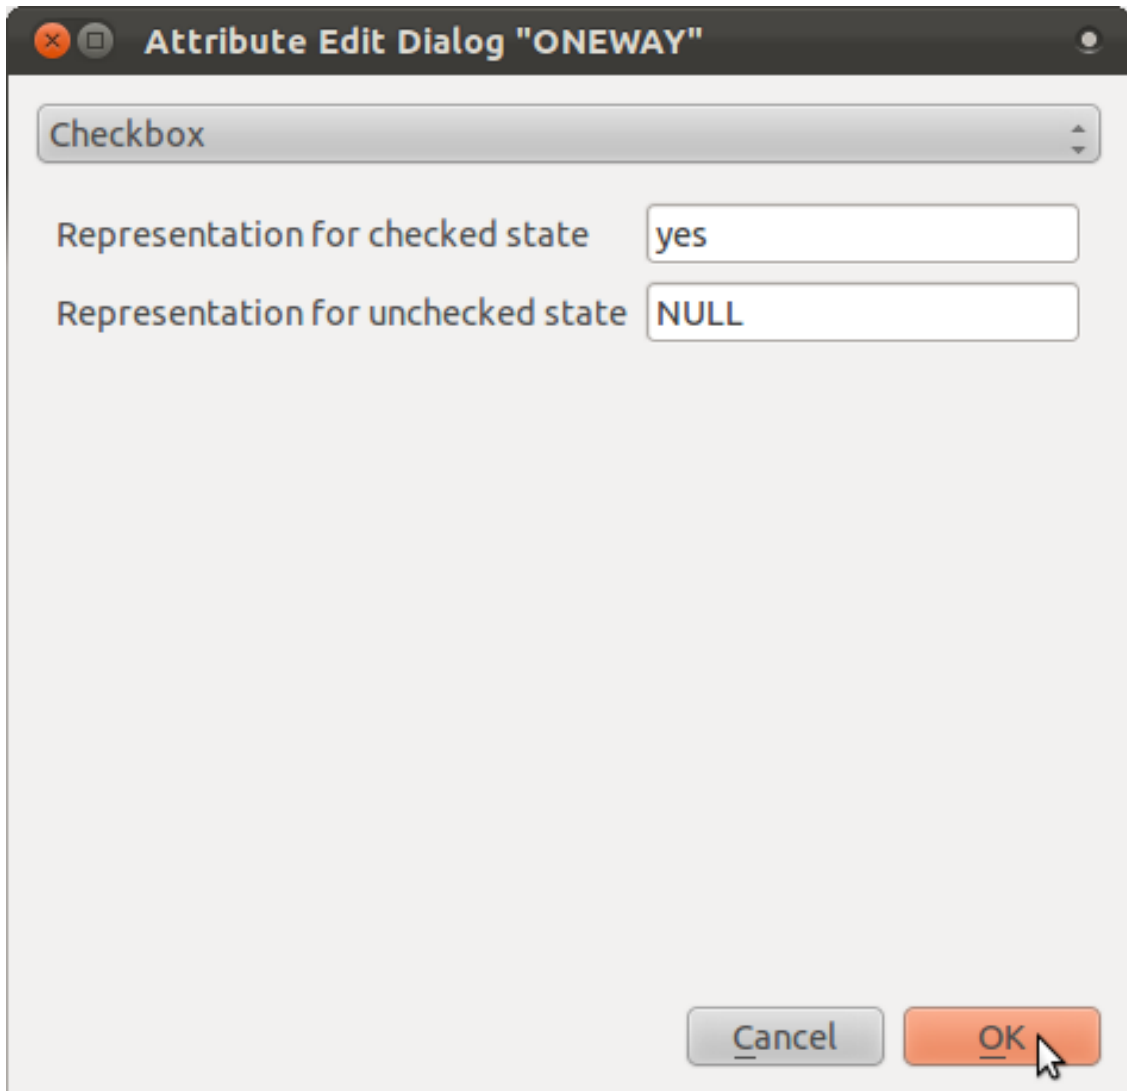 Attribute Edit Dialog "ONEWAY"
Checkbox
Representation for checked state yes
Representation for unchecked state NULL
Cancel OK